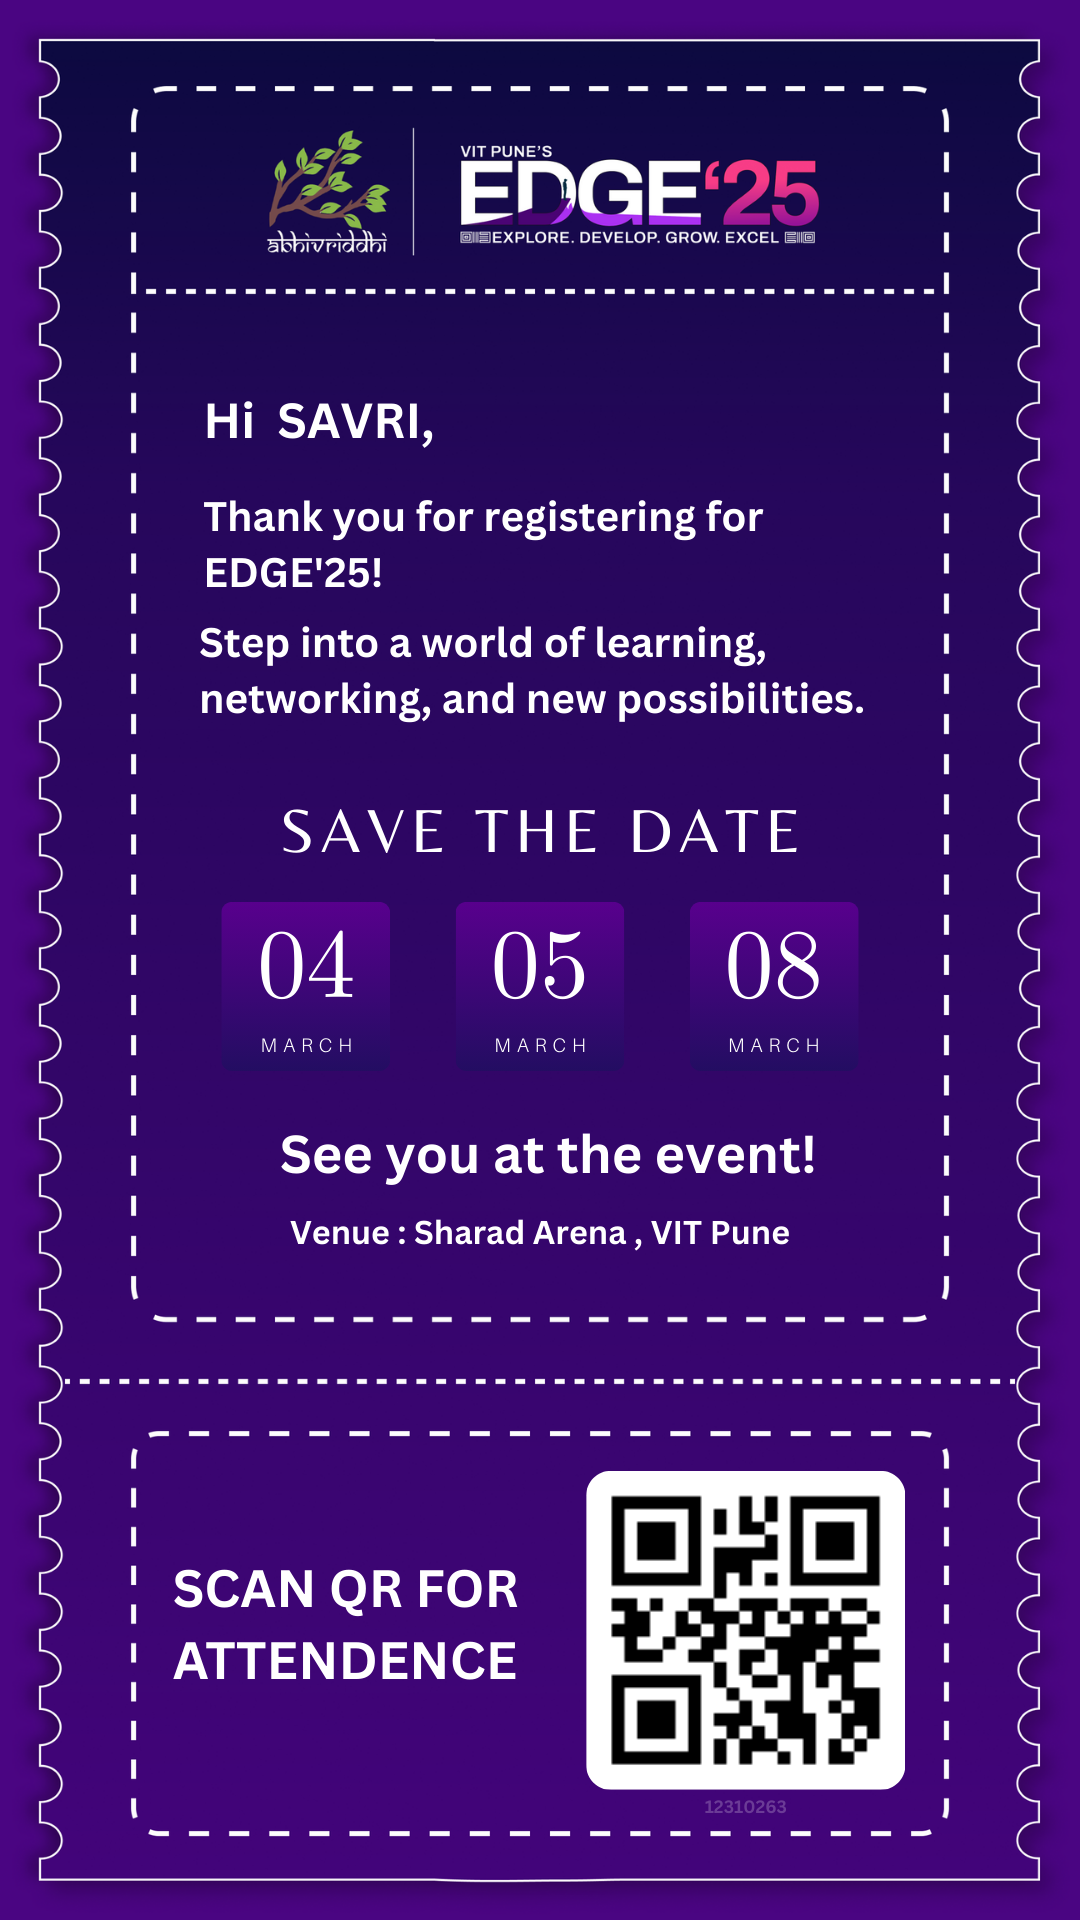 abhivriddhi
VIT PUNE'S
EDGE'25
EXPLORE. DEVELOP. GROW. EXCEL
Hi SAVRI,
Thank you for registering for
EDGE'25!
Step into a world of learning,
networking, and new possibilities.
SAVE THE DATE
04 05 08
MARCH MARCH MARCH
See you at the event!
Venue : Sharad Arena , VIT Pune
SCAN QR FOR
ATTENDENCE
12310263